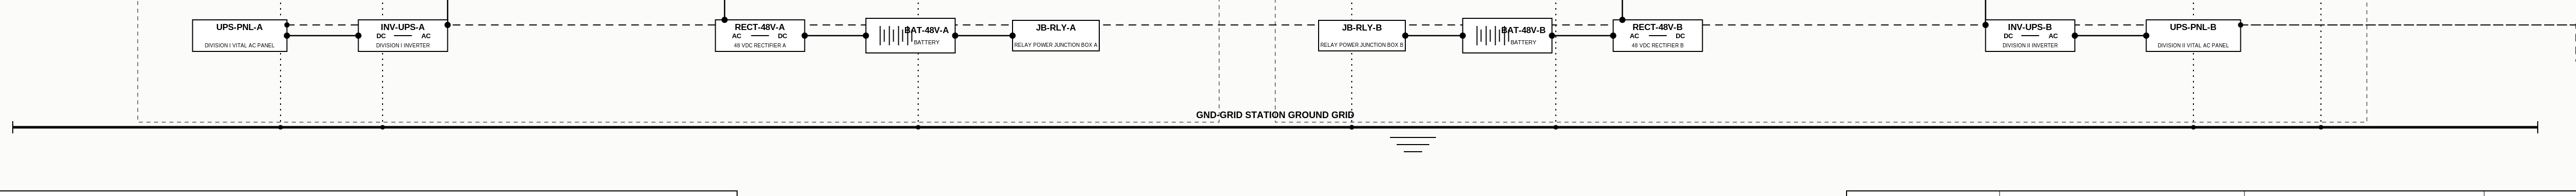 UPS-PNL-A
DIVISION I VITAL AC PANEL
INV-UPS-A
DC AC
DIVISION I INVERTER
RECT-48V-A
AC DC
48 VDC RECTIFIER A
BAT-48V-A
BATTERY
JB-RLY-A
RELAY POWER JUNCTION BOX A
JB-RLY-B
RELAY POWER JUNCTION BOX B
BAT-48V-B
BATTERY
RECT-48V-B
AC DC
48 VDC RECTIFIER B
INV-UPS-B
DC AC
DIVISION II INVERTER
UPS-PNL-B
DIVISION II VITAL AC PANEL
GND-GRID STATION GROUND GRID